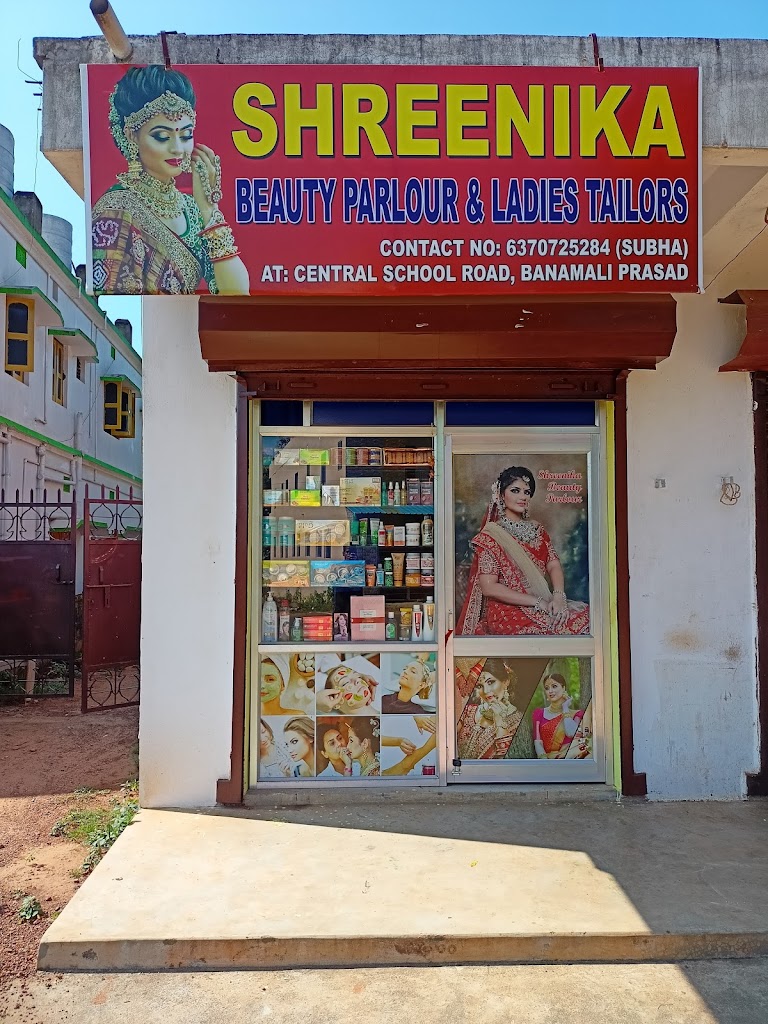 SHREENIKA
BEAUTY PARLOUR & LADIES TAILORS
CONTACT NO: 6370725284 (SUBHA)
AT: CENTRAL SCHOOL ROAD, BANAMALI PRASAD
Shreenika
Beauty
Parlour